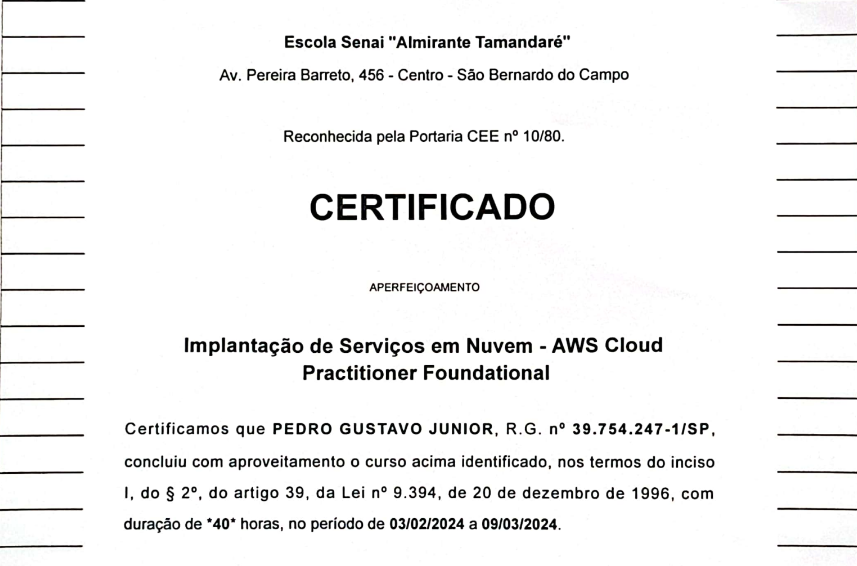 Escola Senai "Almirante Tamandaré"
Av. Pereira Barreto, 456 - Centro - São Bernardo do Campo
Reconhecida pela Portaria CEE nº 10/80.
CERTIFICADO
APERFEIÇOAMENTO
Implantação de Serviços em Nuvem - AWS Cloud
Practitioner Foundational
Certificamos que PEDRO GUSTAVO JUNIOR, R.G. nº 39.754.247-1/SP,
concluiu com aproveitamento o curso acima identificado, nos termos do inciso
I, do § 2º, do artigo 39, da Lei nº 9.394, de 20 de dezembro de 1996, com
duração de *40* horas, no período de 03/02/2024 a 09/03/2024.